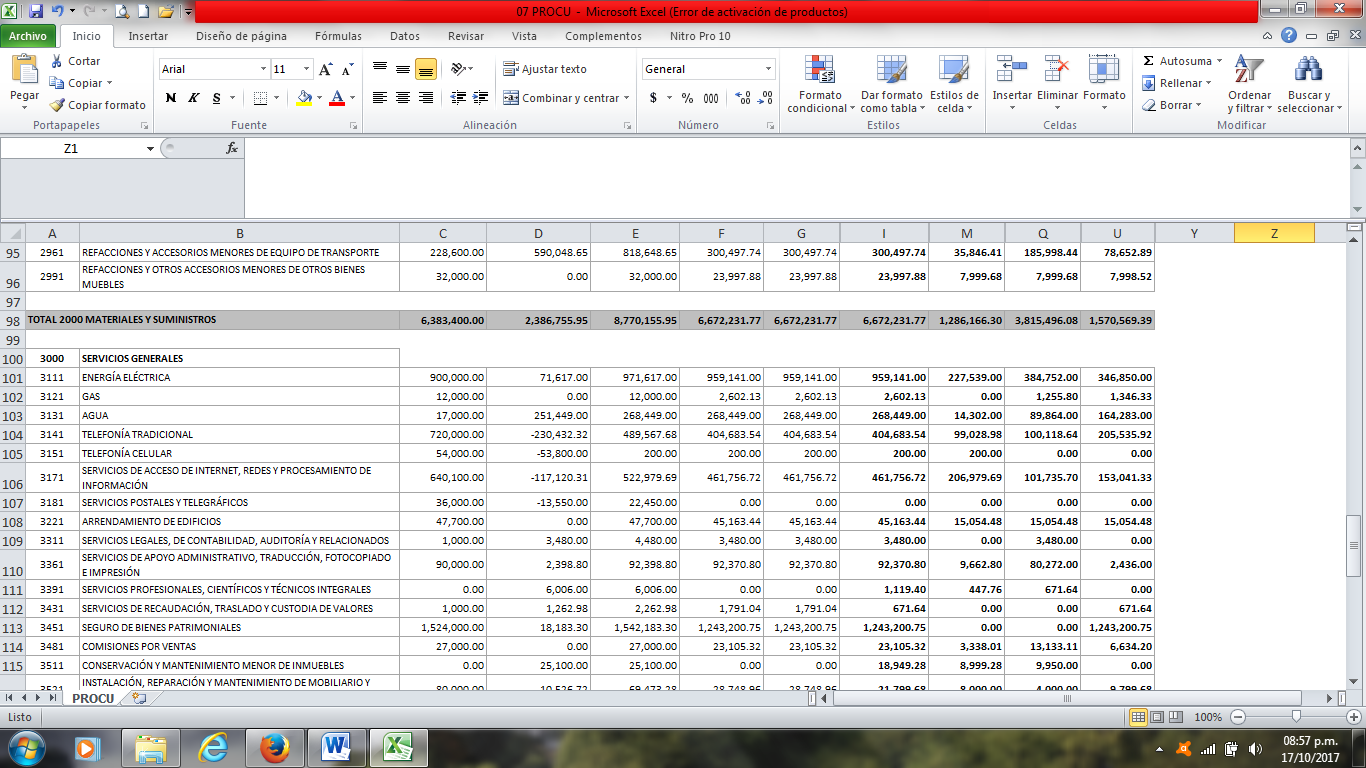 07 PROCU - Microsoft Excel (Error de activación de productos)
Archivo Inicio Insertar Diseño de página Fórmulas Datos Revisar Vista Complementos Nitro Pro 10
Pegar
Cortar
Copiar
Copiar formato
Portapapeles
Arial 11
N K S
Fuente
Ajustar texto
Combinar y centrar
Alineación
General
$ % 000
Número
Formato condicional
Dar formato como tabla
Estilos de celda
Estilos
Insertar Eliminar Formato
Celdas
Autosuma
Rellenar
Borrar
Ordenar y filtrar
Buscar y seleccionar
Modificar
Z1 fx
A B C D E F G I M Q U Y Z
95 2961 REFACCIONES Y ACCESORIOS MENORES DE EQUIPO DE TRANSPORTE 228,600.00 590,048.65 818,648.65 300,497.74 300,497.74 300,497.74 35,846.41 185,998.44 78,652.89
96 2991 REFACCIONES Y OTROS ACCESORIOS MENORES DE OTROS BIENES MUEBLES 32,000.00 0.00 32,000.00 23,997.88 23,997.88 23,997.88 7,999.68 7,999.68 7,998.52
97
98 TOTAL 2000 MATERIALES Y SUMINISTROS 6,383,400.00 2,386,755.95 8,770,155.95 6,672,231.77 6,672,231.77 6,672,231.77 1,286,166.30 3,815,496.08 1,570,569.39
99
100 3000 SERVICIOS GENERALES
101 3111 ENERGÍA ELÉCTRICA 900,000.00 71,617.00 971,617.00 959,141.00 959,141.00 959,141.00 227,539.00 384,752.00 346,850.00
102 3121 GAS 12,000.00 0.00 12,000.00 2,602.13 2,602.13 2,602.13 0.00 1,255.80 1,346.33
103 3131 AGUA 17,000.00 251,449.00 268,449.00 268,449.00 268,449.00 268,449.00 14,302.00 89,864.00 164,283.00
104 3141 TELEFONÍA TRADICIONAL 720,000.00 -230,432.32 489,567.68 404,683.54 404,683.54 404,683.54 99,028.98 100,118.64 205,535.92
105 3151 TELEFONÍA CELULAR 54,000.00 -53,800.00 200.00 200.00 200.00 200.00 200.00 0.00 0.00
106 3171 SERVICIOS DE ACCESO DE INTERNET, REDES Y PROCESAMIENTO DE INFORMACIÓN 640,100.00 -117,120.31 522,979.69 461,756.72 461,756.72 461,756.72 206,979.69 101,735.70 153,041.33
107 3181 SERVICIOS POSTALES Y TELEGRÁFICOS 36,000.00 -13,550.00 22,450.00 0.00 0.00 0.00 0.00 0.00 0.00
108 3221 ARRENDAMIENTO DE EDIFICIOS 47,700.00 0.00 47,700.00 45,163.44 45,163.44 45,163.44 15,054.48 15,054.48 15,054.48
109 3311 SERVICIOS LEGALES, DE CONTABILIDAD, AUDITORÍA Y RELACIONADOS 1,000.00 3,480.00 4,480.00 3,480.00 3,480.00 3,480.00 0.00 3,480.00 0.00
110 3361 SERVICIOS DE APOYO ADMINISTRATIVO, TRADUCCIÓN, FOTOCOPIADO E IMPRESIÓN 90,000.00 2,398.80 92,398.80 92,370.80 92,370.80 92,370.80 9,662.80 80,272.00 2,436.00
111 3391 SERVICIOS PROFESIONALES, CIENTÍFICOS Y TÉCNICOS INTEGRALES 0.00 6,006.00 6,006.00 0.00 0.00 1,119.40 447.76 671.64 0.00
112 3431 SERVICIOS DE RECAUDACIÓN, TRASLADO Y CUSTODIA DE VALORES 1,000.00 1,262.98 2,262.98 1,791.04 1,791.04 671.64 0.00 0.00 671.64
113 3451 SEGURO DE BIENES PATRIMONIALES 1,524,000.00 18,183.30 1,542,183.30 1,243,200.75 1,243,200.75 1,243,200.75 0.00 0.00 1,243,200.75
114 3481 COMISIONES POR VENTAS 27,000.00 0.00 27,000.00 23,105.32 23,105.32 23,105.32 3,338.01 13,133.11 6,634.20
115 3511 CONSERVACIÓN Y MANTENIMIENTO MENOR DE INMUEBLES 0.00 25,100.00 25,100.00 0.00 0.00 18,949.28 8,999.28 9,950.00 0.00
3521 INSTALACIÓN, REPARACIÓN Y MANTENIMIENTO DE MOBILIARIO Y
PROCU
Listo 100%
08:57 p.m.
17/10/2017